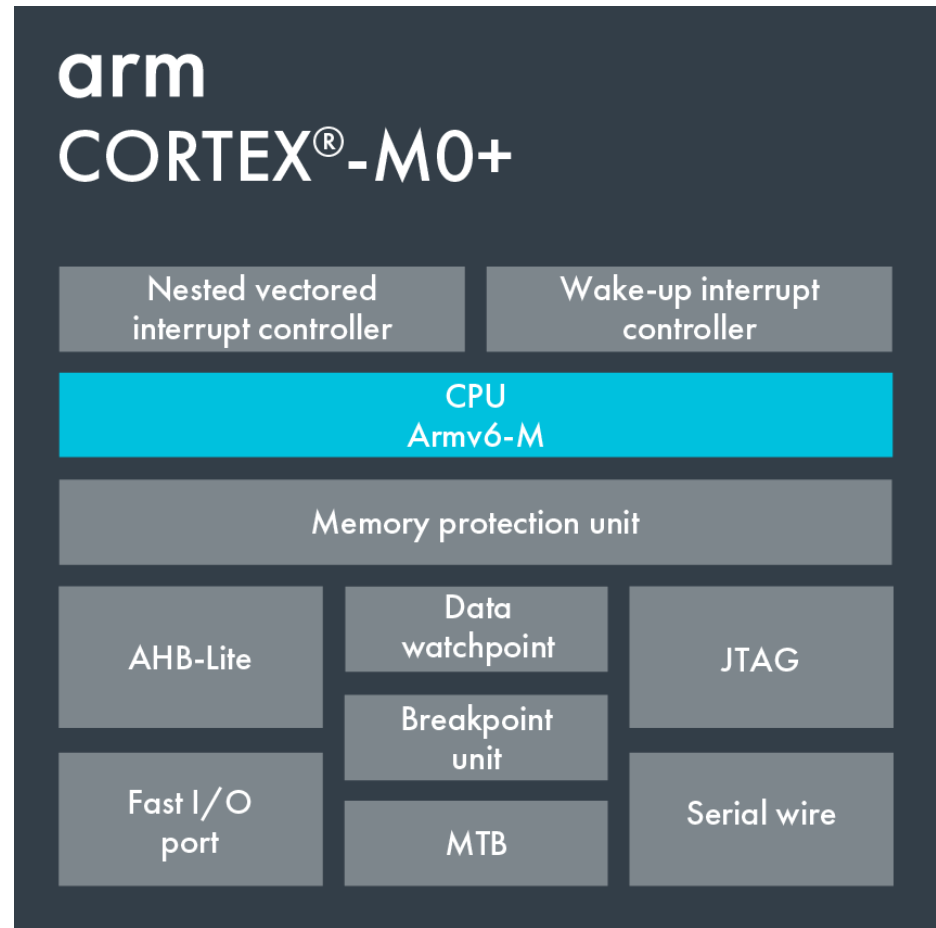 arm
CORTEX®-M0+
Nested vectored
interrupt controller
Wake-up interrupt
controller
CPU
Armv6-M
Memory protection unit
AHB-Lite
Data
watchpoint
JTAG
Breakpoint
unit
Fast I/O
port
MTB
Serial wire